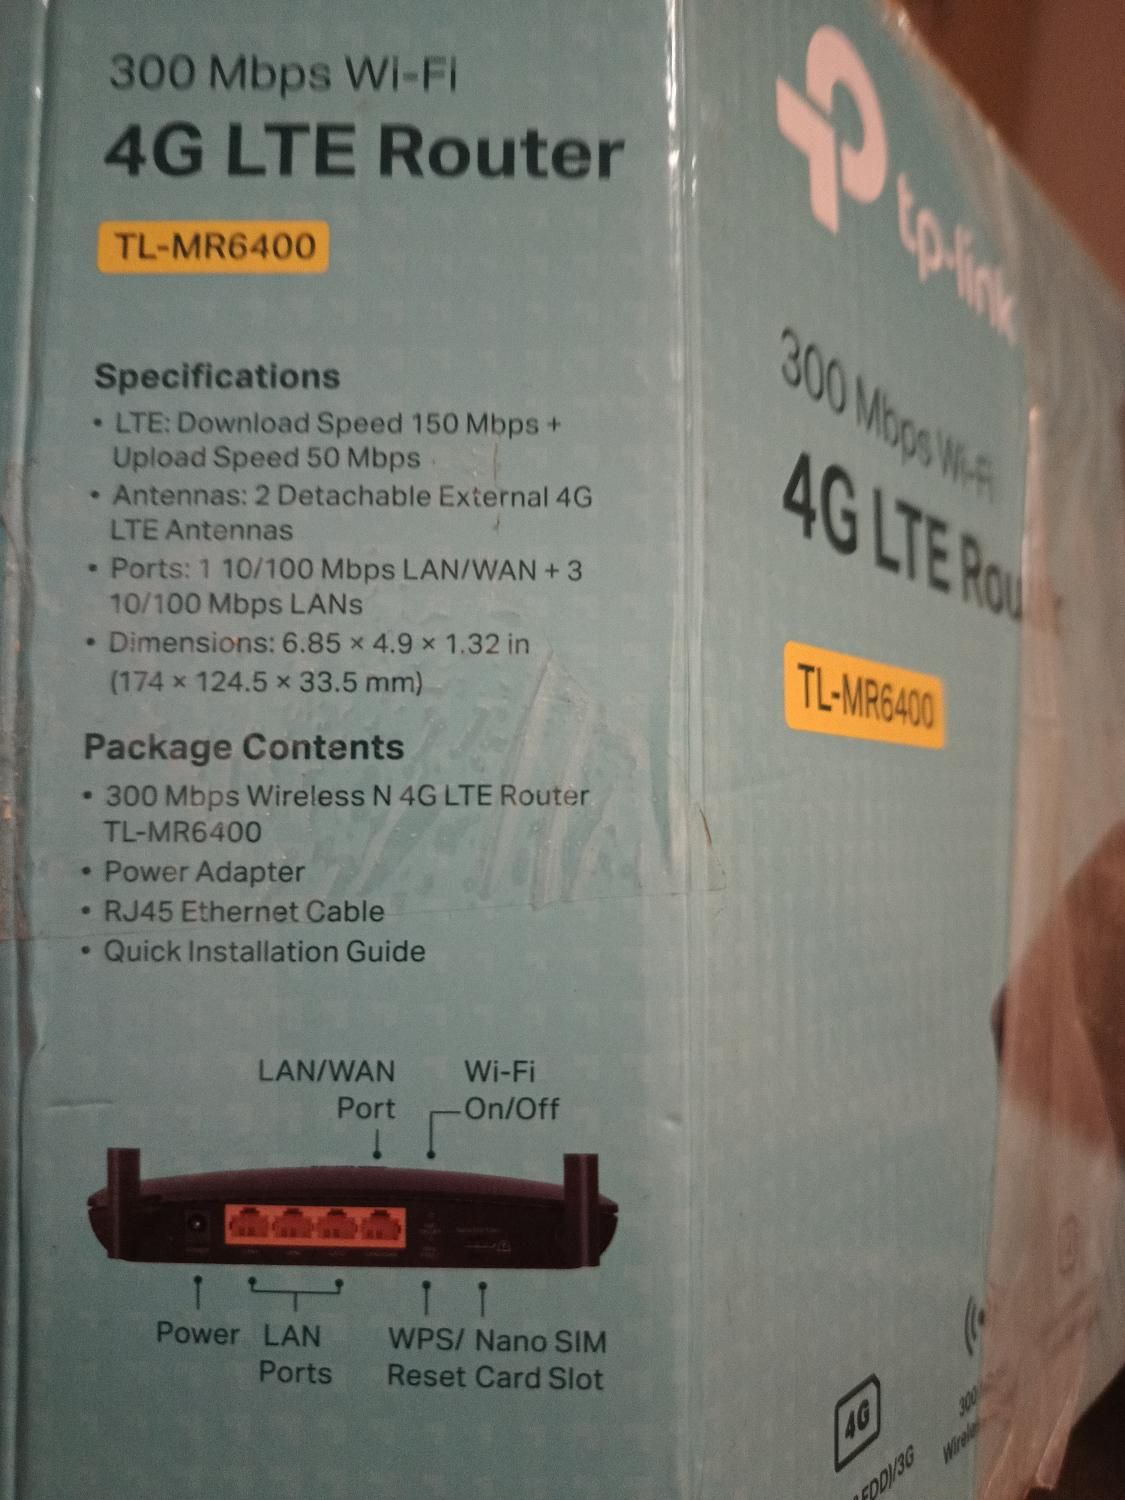 300 Mbps Wi-Fi
4G LTE Router
TL-MR6400
Specifications
• LTE: Download Speed 150 Mbps +
Upload Speed 50 Mbps
• Antennas: 2 Detachable External 4G
LTE Antennas
• Ports: 1 10/100 Mbps LAN/WAN + 3
10/100 Mbps LANs
• Dimensions: 6.85 × 4.9 × 1.32 in
(174 × 124.5 × 33.5 mm)
Package Contents
• 300 Mbps Wireless N 4G LTE Router
TL-MR6400
• Power Adapter
• RJ45 Ethernet Cable
• Quick Installation Guide
LAN/WAN
Port
Wi-Fi
On/Off
Power
LAN
Ports
WPS/
Reset
Nano SIM
Card Slot
tp-link
300 Mbps Wi-Fi
4G LTE Rou
TL-MR6400
4G
FDD)/3G
300